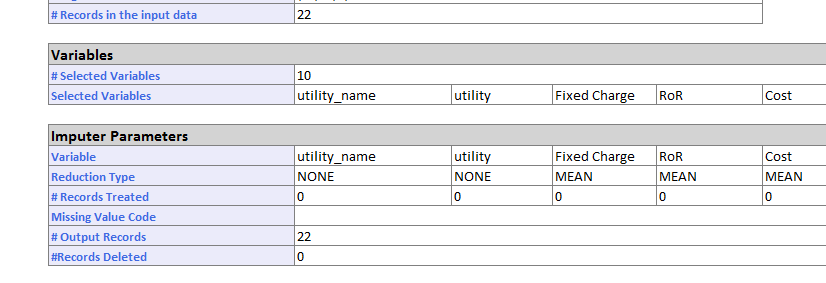 # Records in the input data 22
Variables
# Selected Variables 10
Selected Variables utility_name utility Fixed Charge RoR Cost
Imputer Parameters
Variable utility_name utility Fixed Charge RoR Cost
Reduction Type NONE NONE MEAN MEAN MEAN
# Records Treated 0 0 0 0 0
Missing Value Code
# Output Records 22
#Records Deleted 0